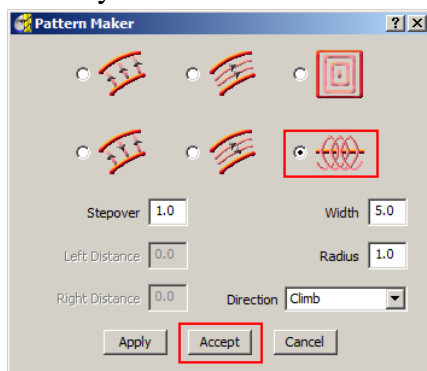 Pattern Maker
Stepover 1.0 Width 5.0
Left Distance 0.0 Radius 1.0
Right Distance 0.0 Direction Climb
Apply Accept Cancel